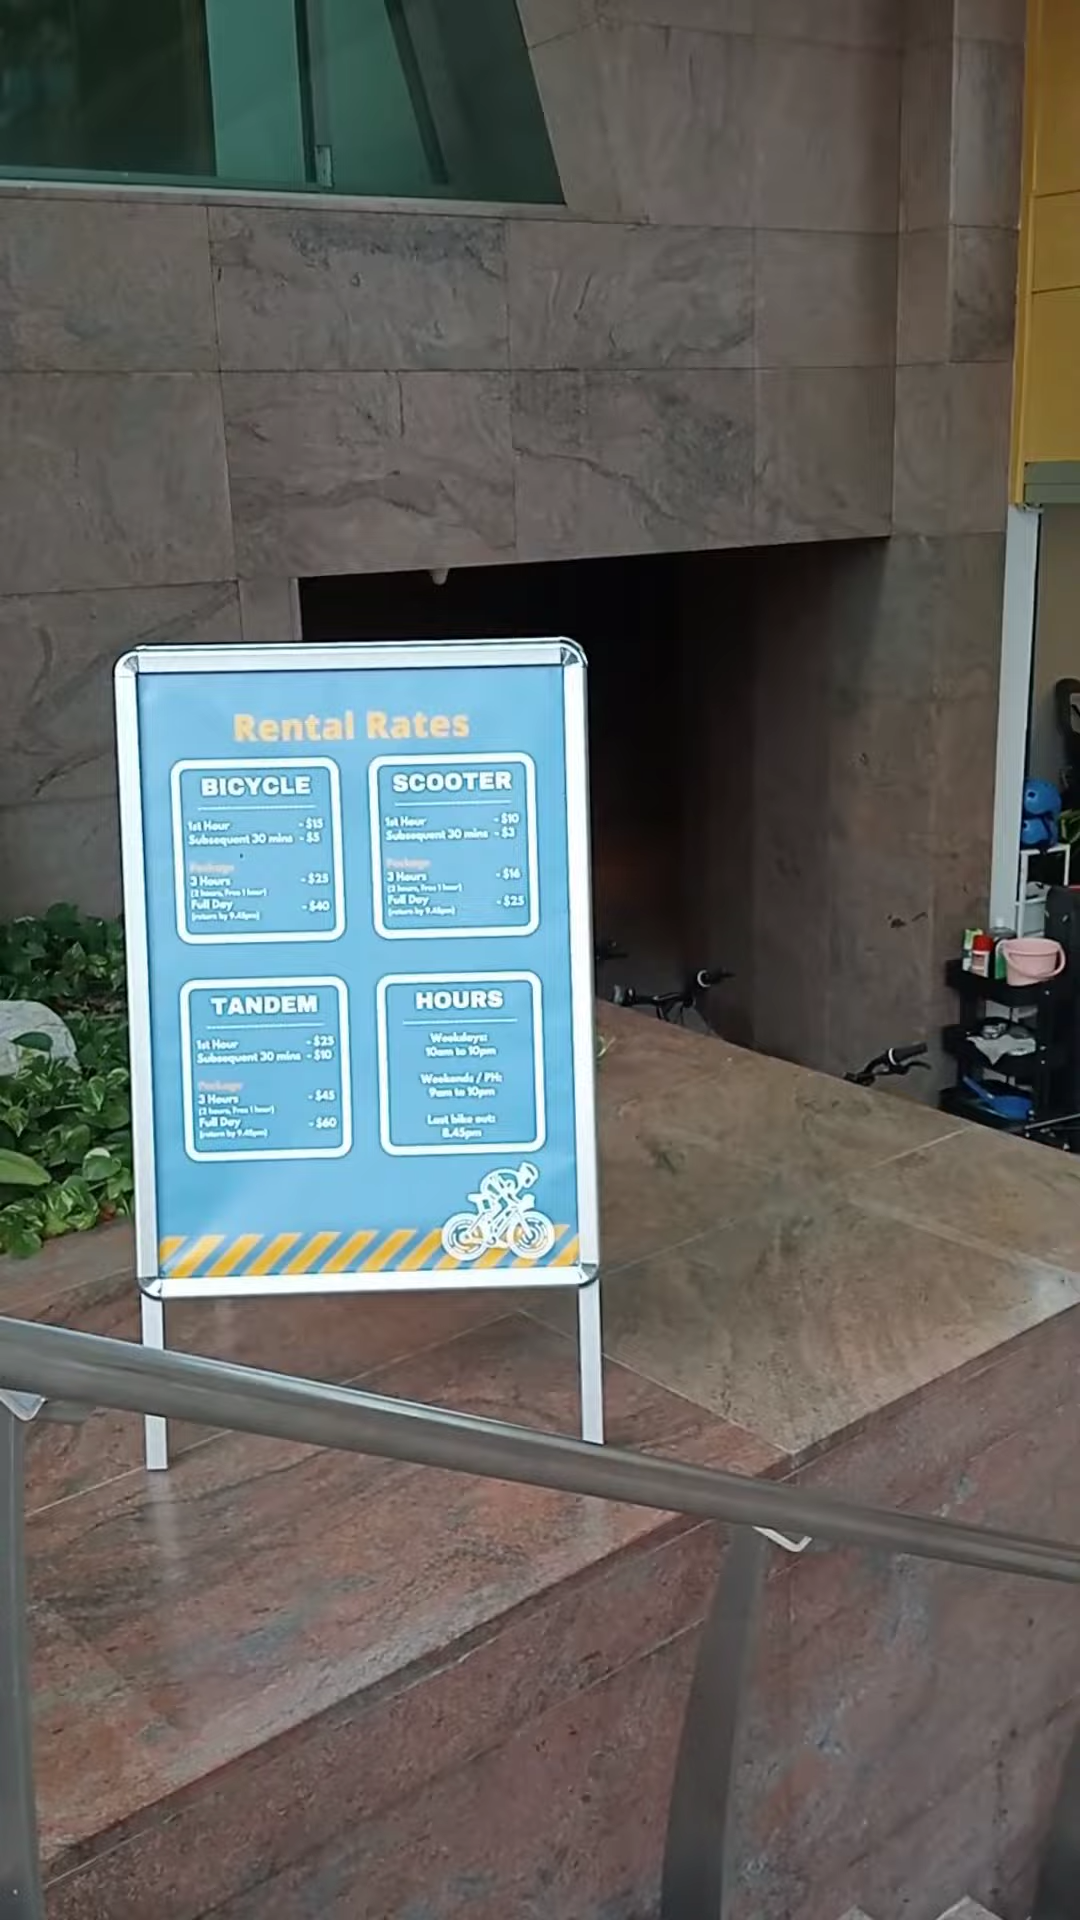 Rental Rates
BICYCLE
1st Hour - $15
Subsequent 30 mins - $5
Package
3 Hours - $25
(2 hours, Free 1 hour)
Full Day - $40
(return by 9.45pm)
SCOOTER
1st Hour - $10
Subsequent 30 mins - $3
Package
3 Hours - $16
(2 hours, Free 1 hour)
Full Day - $25
(return by 9.45pm)
TANDEM
1st Hour - $25
Subsequent 30 mins - $10
Package
3 Hours - $45
(2 hours, Free 1 hour)
Full Day - $60
(return by 9.45pm)
HOURS
Weekdays:
10am to 10pm
Weekends / PH:
9am to 10pm
Last bike out:
8.45pm